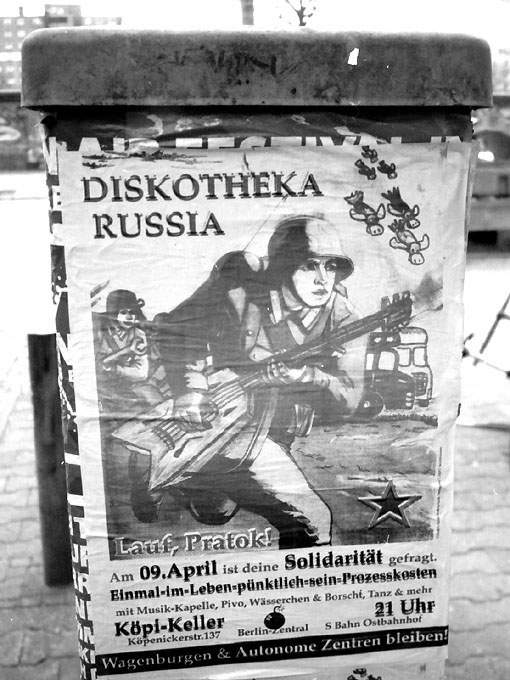 DISKOTHEKA
RUSSIA
Lauf, Pratok!
Am 09.April ist deine Solidarität gefragt.
Einmal-im-Leben-pünktlich-sein-Prozesskosten
mit Musik-Kapelle, Pivo, Wässerchen & Borscht, Tanz & mehr
Köpi-Keller
Köpenickerstr.137
Berlin-Zentral
21 Uhr
S Bahn Ostbahnhof
Wagenburgen & Autonome Zentren bleiben!